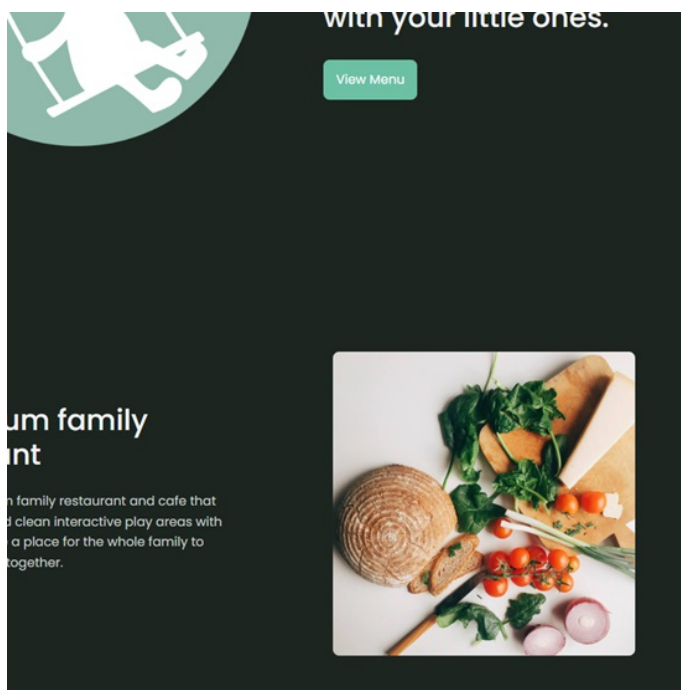 with your little ones.
View Menu
um family
ant
family restaurant and cafe that
clean interactive play areas with
a place for the whole family to
together.